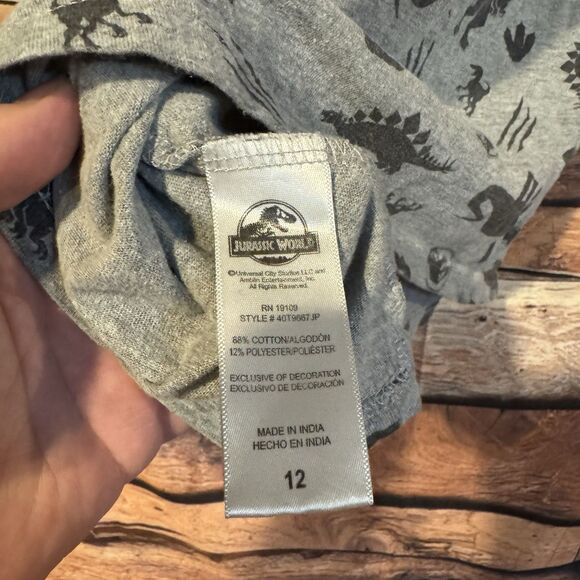 JURASSIC WORLD
©Universal City Studios LLC and
Amblin Entertainment, Inc.
All Rights Reserved.
RN 19109
STYLE # 40T9667JP
88% COTTON/ALGODÓN
12% POLYESTER/POLIÉSTER
EXCLUSIVE OF DECORATION
EXCLUSIVO DE DECORACIÓN
MADE IN INDIA
HECHO EN INDIA
12